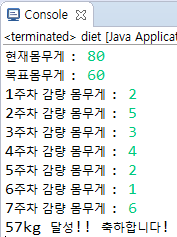 Console
<terminated> diet [Java Applicat
현재몸무게 : 80
목표몸무게 : 60
1주차 감량 몸무게 : 2
2주차 감량 몸무게 : 5
3주차 감량 몸무게 : 3
4주차 감량 몸무게 : 4
5주차 감량 몸무게 : 2
6주차 감량 몸무게 : 1
7주차 감량 몸무게 : 6
57kg 달성!! 축하합니다!